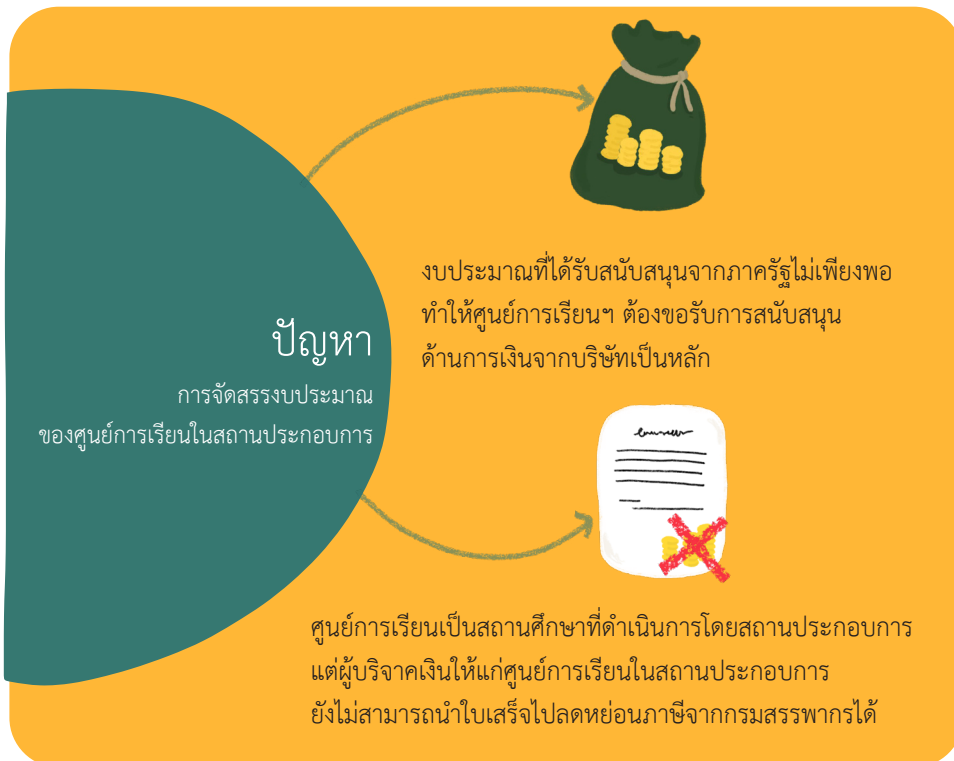 ปัญหา
การจัดสรรงบประมาณ
ของศูนย์การเรียนในสถานประกอบการ
งบประมาณที่ได้รับสนับสนุนจากภาครัฐไม่เพียงพอ
ทำให้ศูนย์การเรียนฯ ต้องขอรับการสนับสนุน
ด้านการเงินจากบริษัทเป็นหลัก
ศูนย์การเรียนเป็นสถานศึกษาที่ดำเนินการโดยสถานประกอบการ
แต่ผู้บริจาคเงินให้แก่ศูนย์การเรียนในสถานประกอบการ
ยังไม่สามารถนำใบเสร็จไปลดหย่อนภาษีจากกรมสรรพากรได้